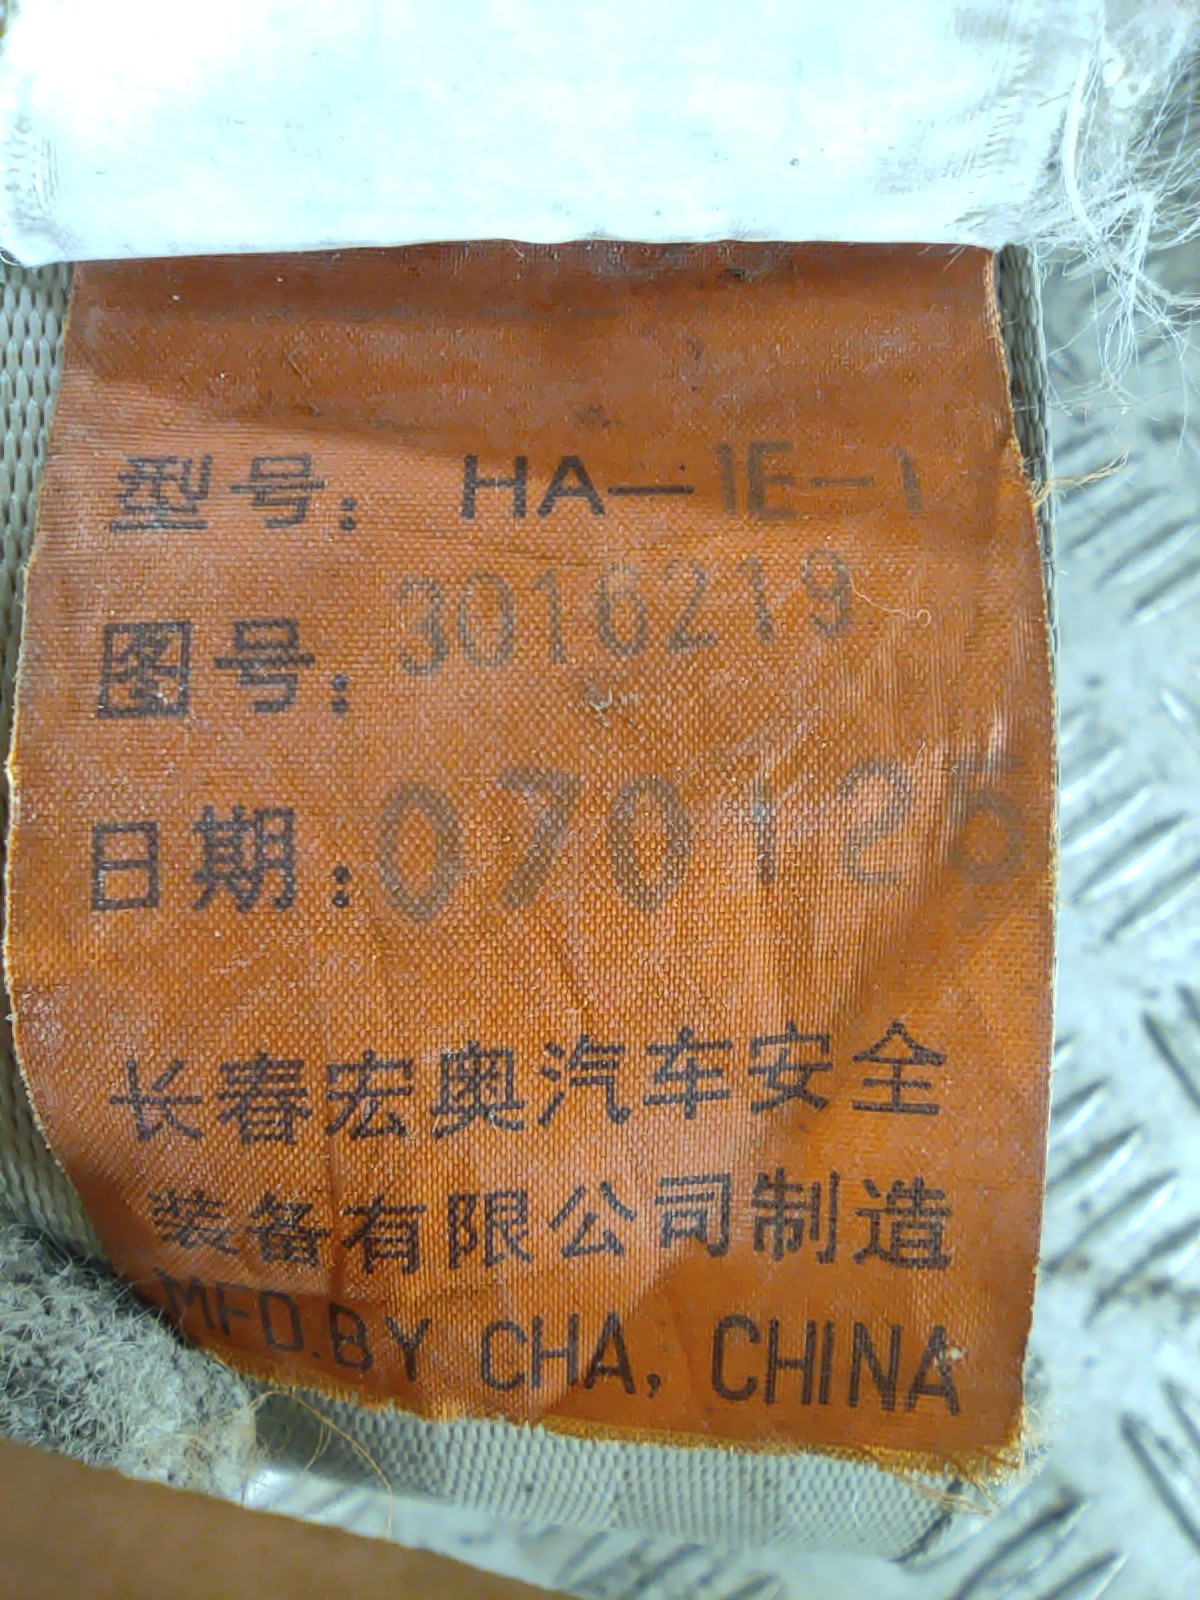 型号： HA-1E-1
图号： 3016219
日期：070126
长春宏奥汽车安全
装备有限公司制造
MFD.BY CHA, CHINA